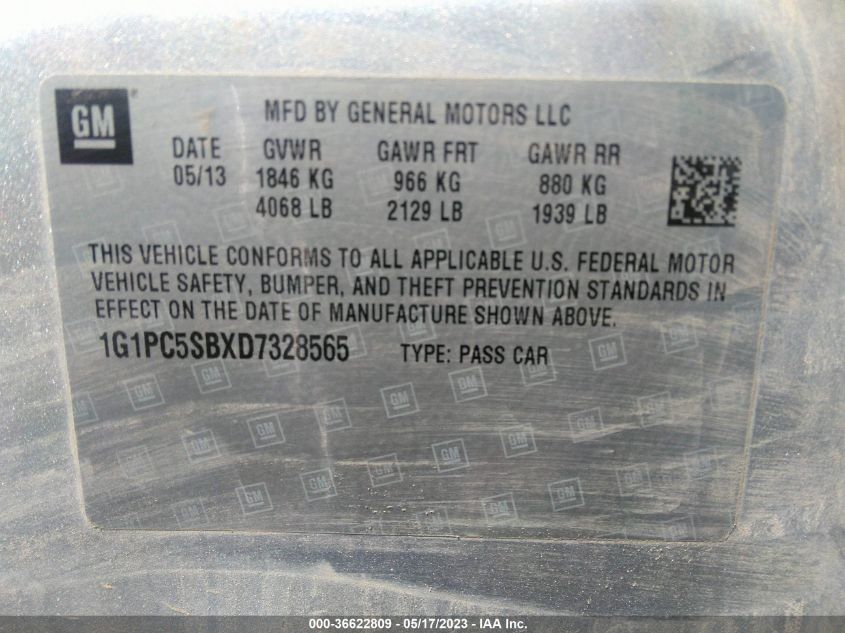 GM
MFD BY GENERAL MOTORS LLC
DATE GVWR GAWR FRT GAWR RR
05/13 1846 KG 966 KG 880 KG
4068 LB 2129 LB 1939 LB
THIS VEHICLE CONFORMS TO ALL APPLICABLE U.S. FEDERAL MOTOR
VEHICLE SAFETY, BUMPER, AND THEFT PREVENTION STANDARDS IN
EFFECT ON THE DATE OF MANUFACTURE SHOWN ABOVE.
1G1PC5SBXD7328565 TYPE: PASS CAR
000-36622809 - 05/17/2023 - IAA Inc.